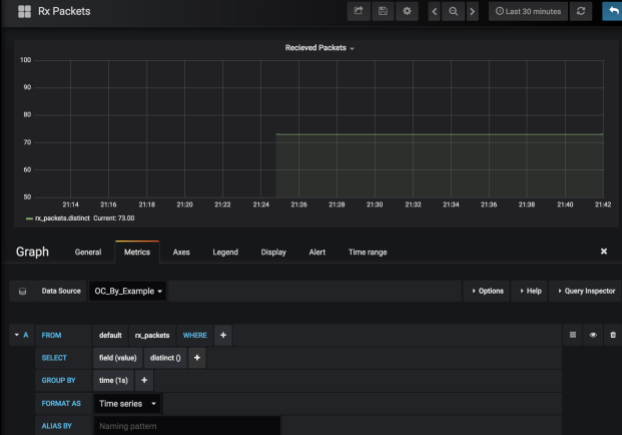 Rx Packets
Last 30 minutes
Recieved Packets
100
90
80
70
60
50
21:14 21:16 21:18 21:20 21:22 21:24 21:26 21:28 21:30 21:32 21:34 21:36 21:38 21:40 21:42
rx_packets.distinct Current: 73.00
Graph General Metrics Axes Legend Display Alert Time range
Data Source OC_By_Example Options Help Query Inspector
A FROM default rx_packets WHERE +
SELECT field (value) distinct () +
GROUP BY time (1s) +
FORMAT AS Time series
ALIAS BY Naming pattern